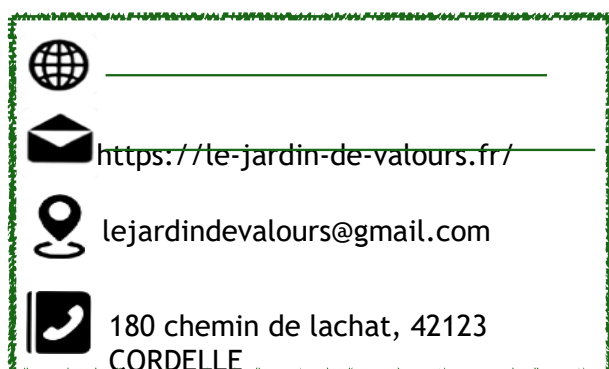 https://le-jardin-de-valours.fr/
lejardindevalours@gmail.com
180 chemin de lachat, 42123
CORDELLE